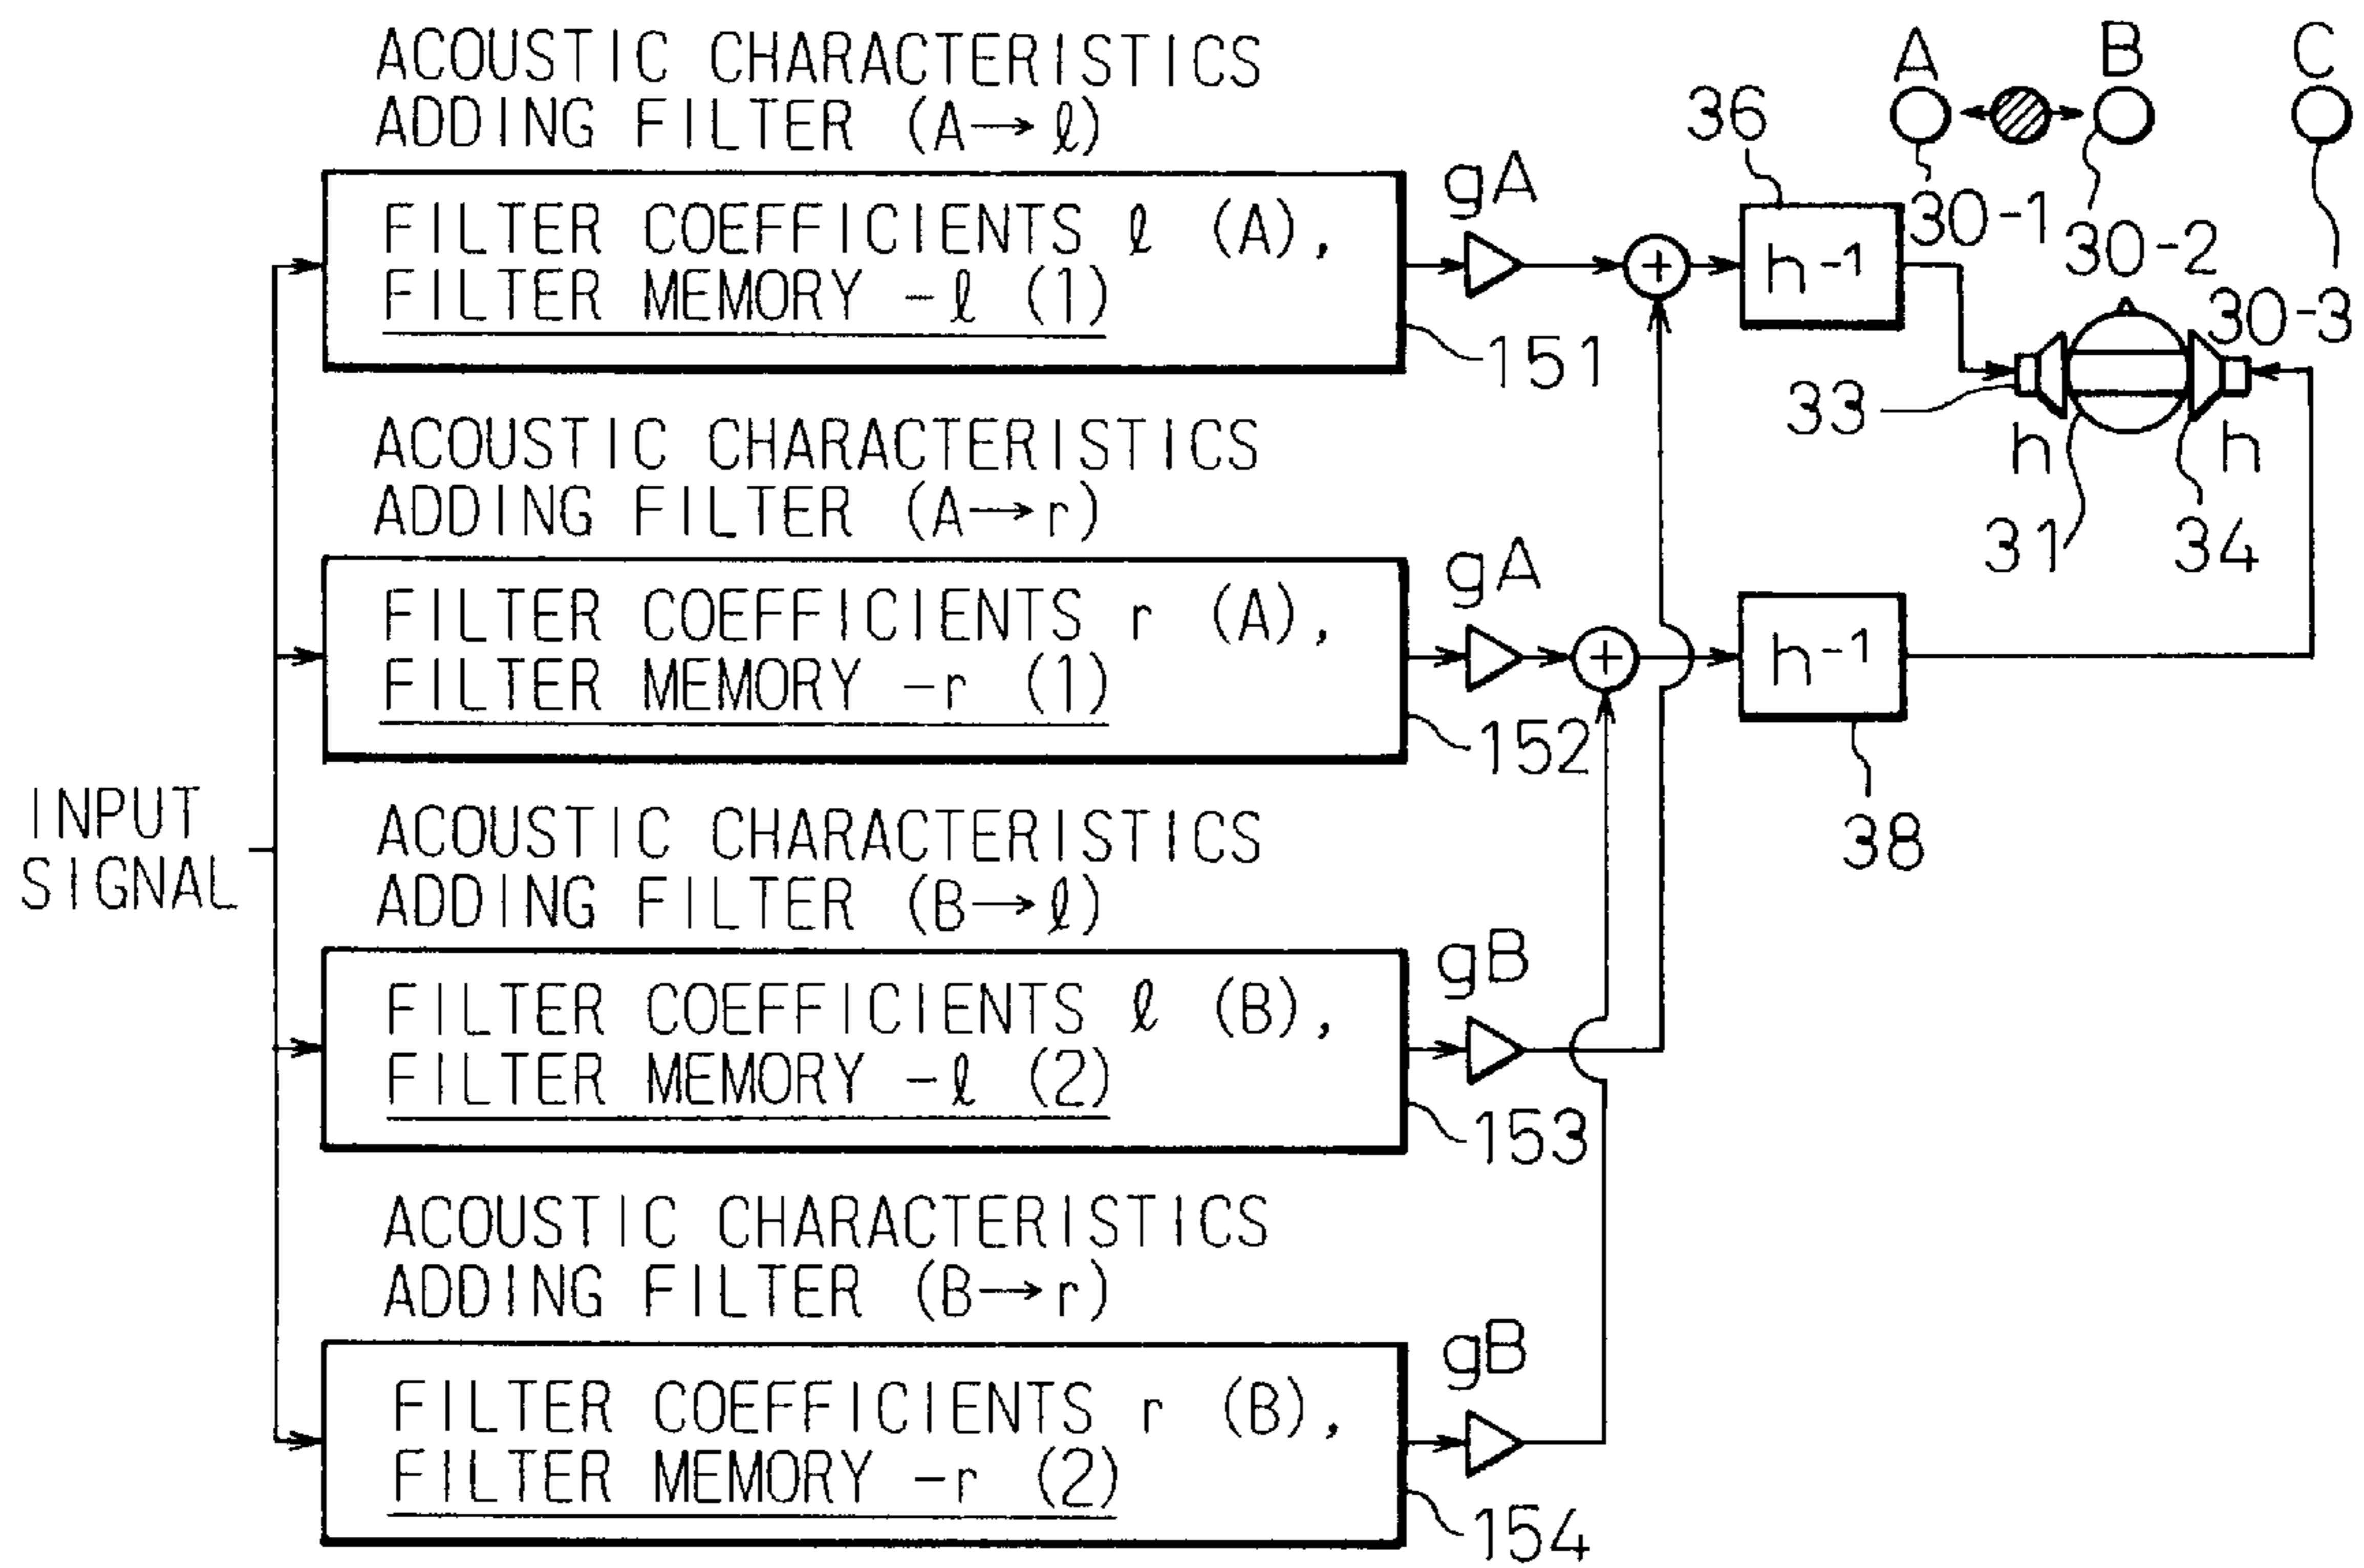 ACOUSTIC CHARACTERISTICS
ADDING FILTER (A→ℓ)
FILTER COEFFICIENTS ℓ (A),
FILTER MEMORY -ℓ (1)
gA
151
36
h⁻¹
A
B
C
30-1
30-2
30-3
33
h
h
31
34
ACOUSTIC CHARACTERISTICS
ADDING FILTER (A→r)
FILTER COEFFICIENTS r (A),
FILTER MEMORY -r (1)
gA
152
h⁻¹
38
INPUT
SIGNAL
ACOUSTIC CHARACTERISTICS
ADDING FILTER (B→ℓ)
FILTER COEFFICIENTS ℓ (B),
FILTER MEMORY -ℓ (2)
gB
153
ACOUSTIC CHARACTERISTICS
ADDING FILTER (B→r)
FILTER COEFFICIENTS r (B),
FILTER MEMORY -r (2)
gB
154